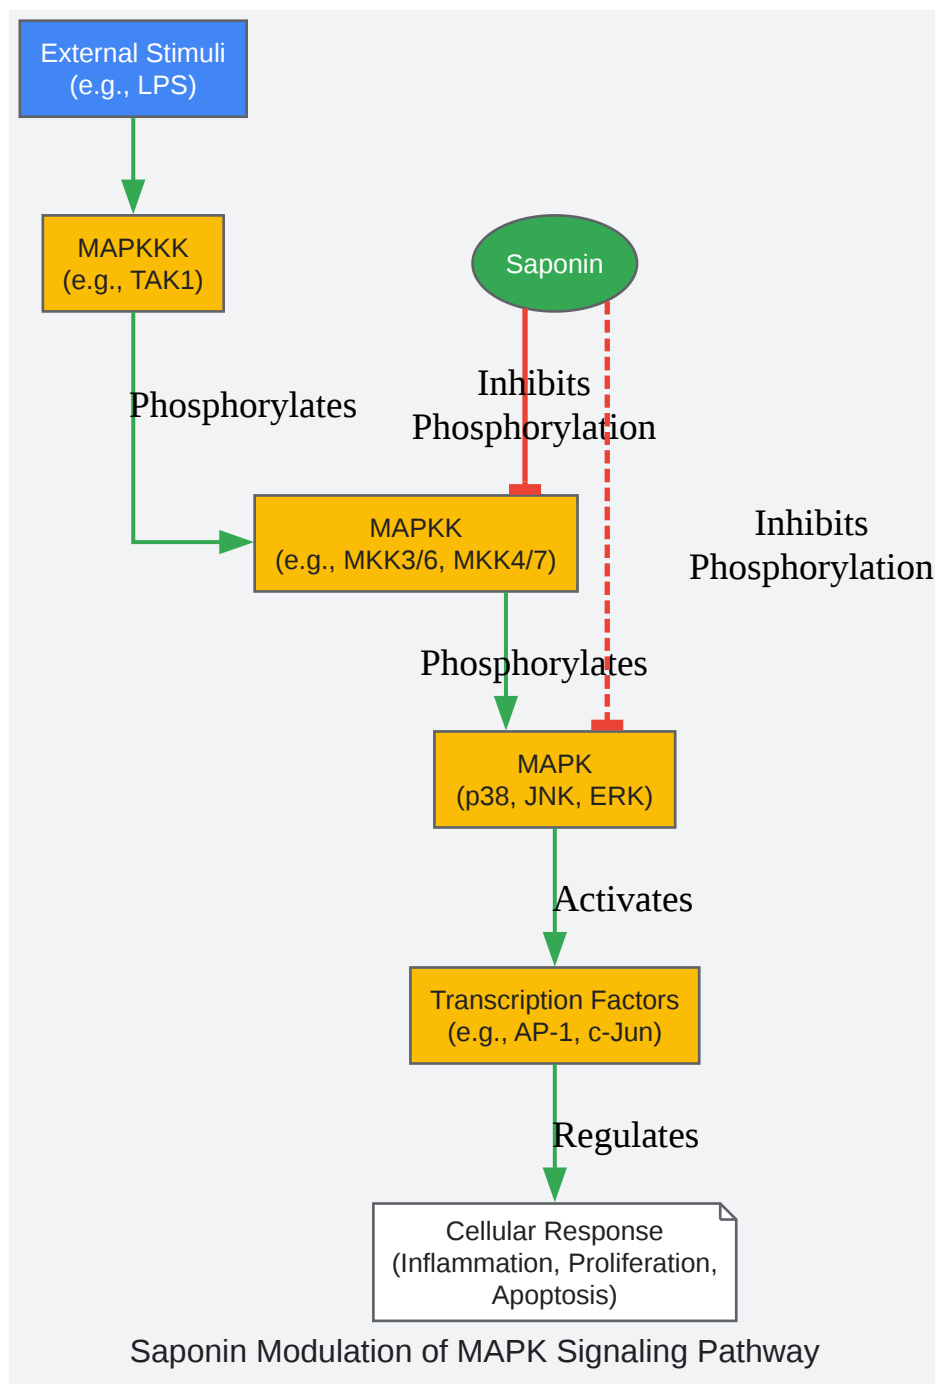 External Stimuli
(e.g., LPS)
MAPKKK
(e.g., TAK1)
Saponin
Phosphorylates
Inhibits
Phosphorylation
MAPKK
(e.g., MKK3/6, MKK4/7)
Inhibits
Phosphorylation
Phosphorylates
MAPK
(p38, JNK, ERK)
Activates
Transcription Factors
(e.g., AP-1, c-Jun)
Regulates
Cellular Response
(Inflammation, Proliferation,
Apoptosis)
Saponin Modulation of MAPK Signaling Pathway